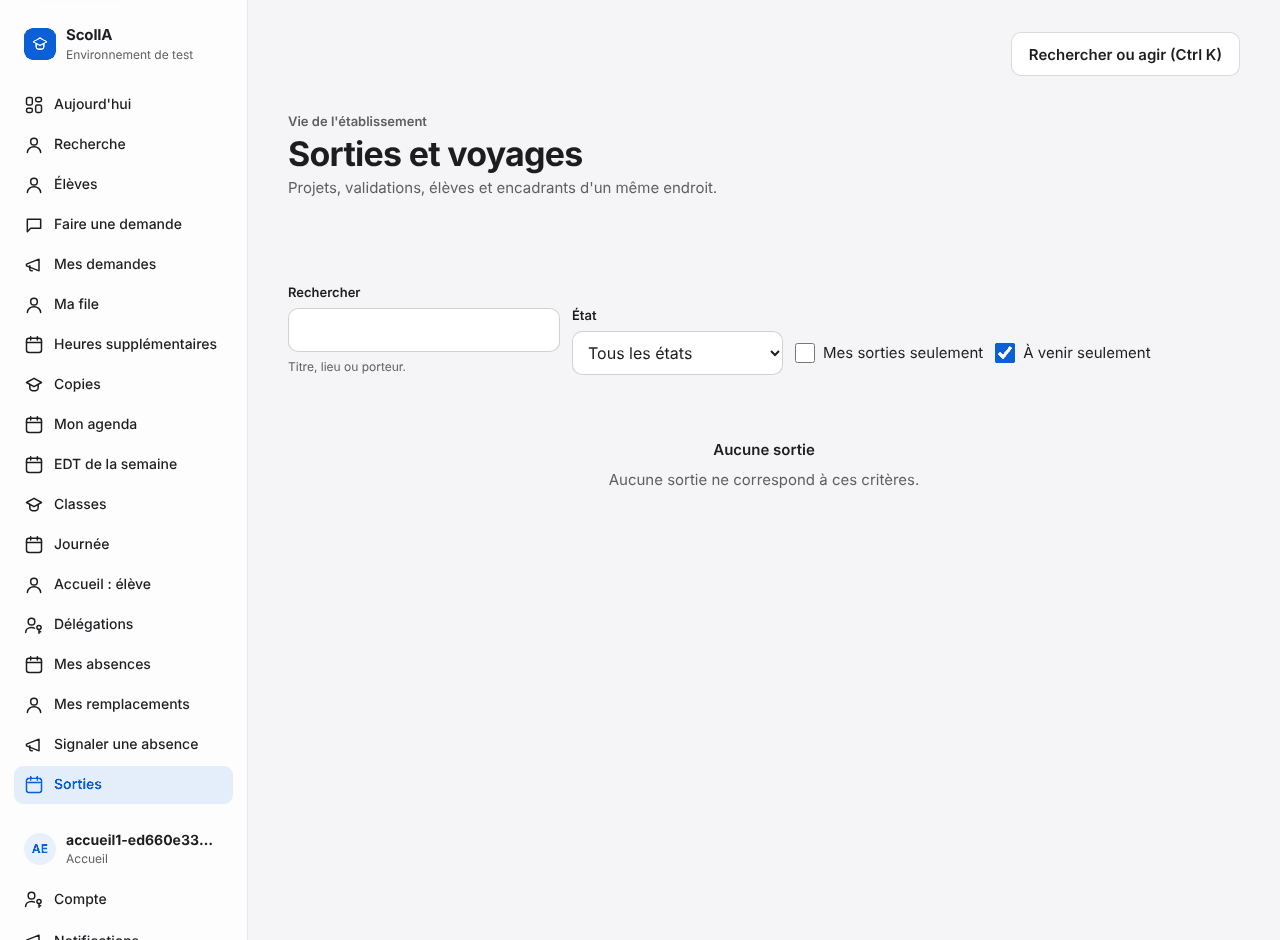 ScolIA
Environnement de test
Aujourd'hui
Recherche
Élèves
Faire une demande
Mes demandes
Ma file
Heures supplémentaires
Copies
Mon agenda
EDT de la semaine
Classes
Journée
Accueil : élève
Délégations
Mes absences
Mes remplacements
Signaler une absence
Sorties
AE
accueil1-ed660e33...
Accueil
Compte
Notifications
Rechercher ou agir (Ctrl K)
Vie de l'établissement
Sorties et voyages
Projets, validations, élèves et encadrants d'un même endroit.
Rechercher
Titre, lieu ou porteur.
État
Tous les états
Mes sorties seulement
À venir seulement
Aucune sortie
Aucune sortie ne correspond à ces critères.